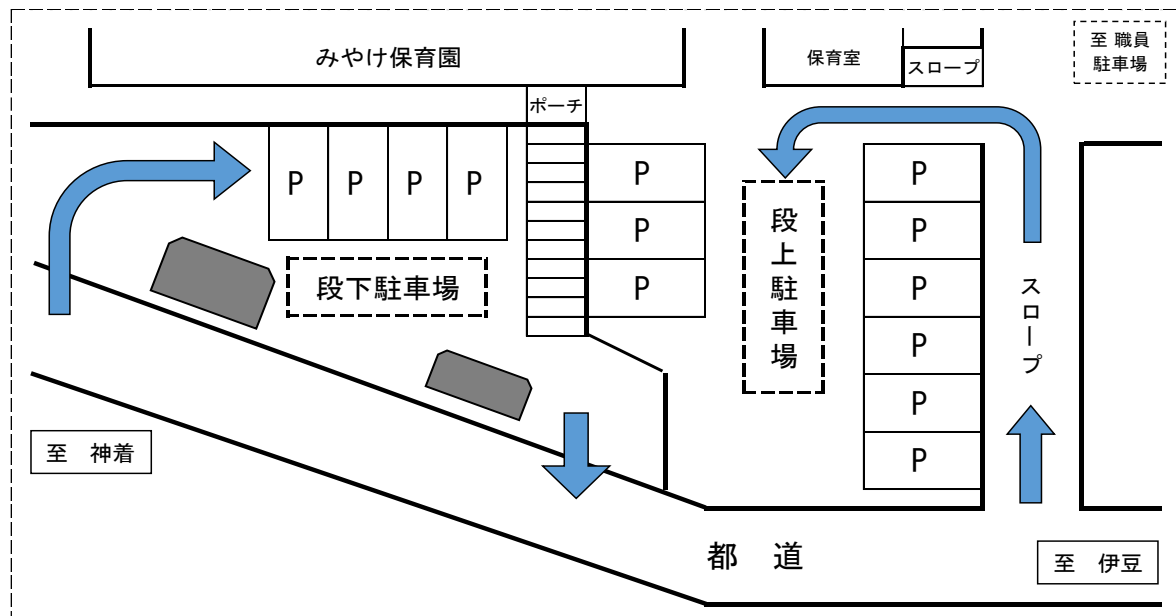 みやけ保育園
保育室
スロープ
至 職員
駐車場
ポーチ
P P P P
P
P
P
段上駐車場
P
P
P
P
P
P
スロープ
段下駐車場
至 神着
都 道
至 伊豆